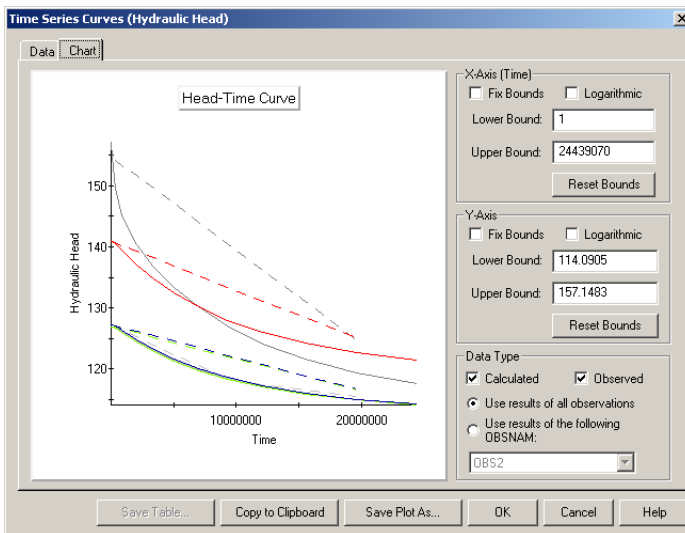 Time Series Curves (Hydraulic Head)
Data
Chart
Head-Time Curve
Hydraulic Head
150
140
130
120
10000000
20000000
Time
X-Axis (Time)
Fix Bounds
Logarithmic
Lower Bound:
1
Upper Bound:
24439070
Reset Bounds
Y-Axis
Fix Bounds
Logarithmic
Lower Bound:
114.0905
Upper Bound:
157.1483
Reset Bounds
Data Type
Calculated
Observed
Use results of all observations
Use results of the following
OBSNAM:
OBS2
Save Table...
Copy to Clipboard
Save Plot As...
OK
Cancel
Help